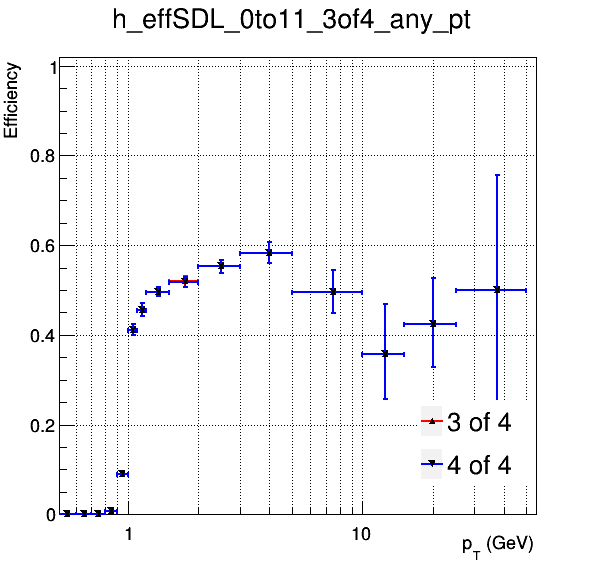 h_effSDL_0to11_3of4_any_pt
Efficiency
1
0.8
0.6
0.4
0.2
0
3 of 4
4 of 4
1
10
p_T (GeV)